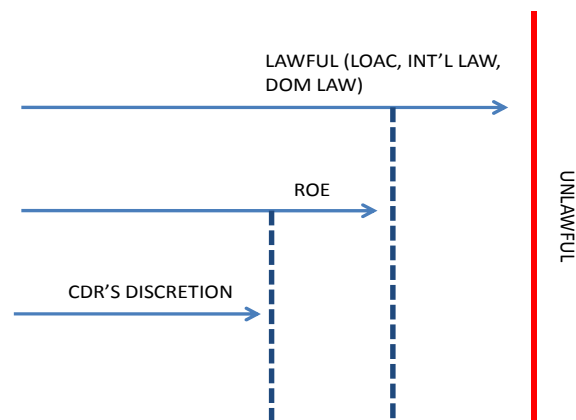 LAWFUL (LOAC, INT’L LAW,
DOM LAW)
ROE
CDR’S DISCRETION
UNLAWFUL